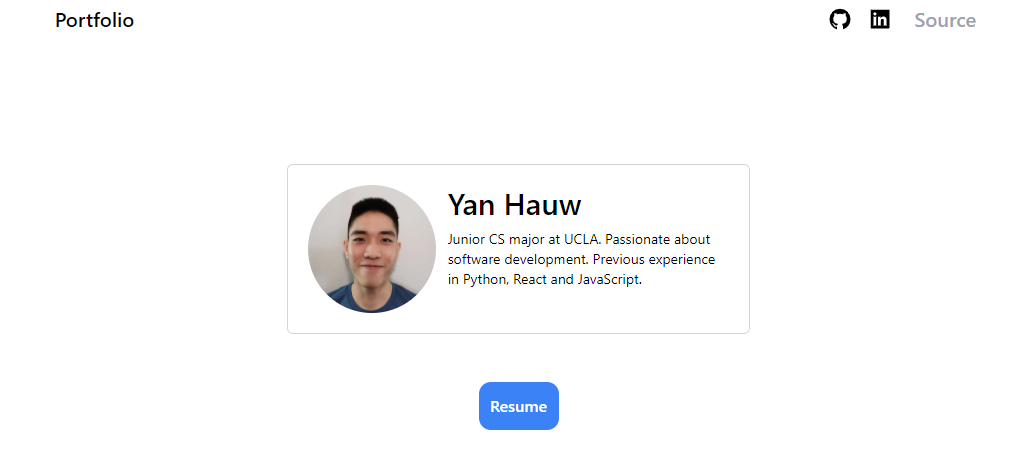 Portfolio
Source
Yan Hauw
Junior CS major at UCLA. Passionate about
software development. Previous experience
in Python, React and JavaScript.
Resume